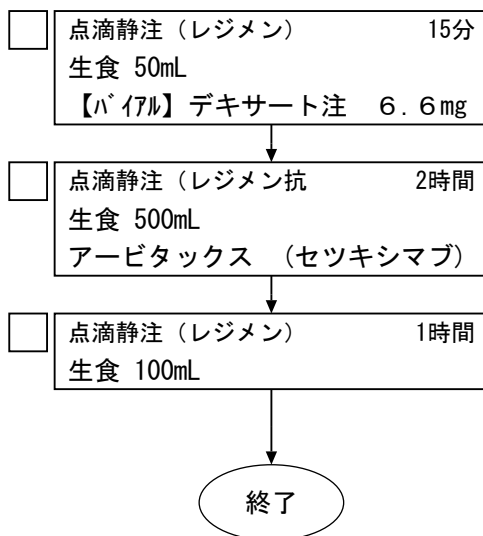 点滴静注（レジメン） 15分
生食 50mL
【ﾊﾞｲｱﾙ】デキサート注　６.６mg
点滴静注（レジメン抗 2時間
生食 500mL
アービタックス　（セツキシマブ）
点滴静注（レジメン） 1時間
生食 100mL
終了